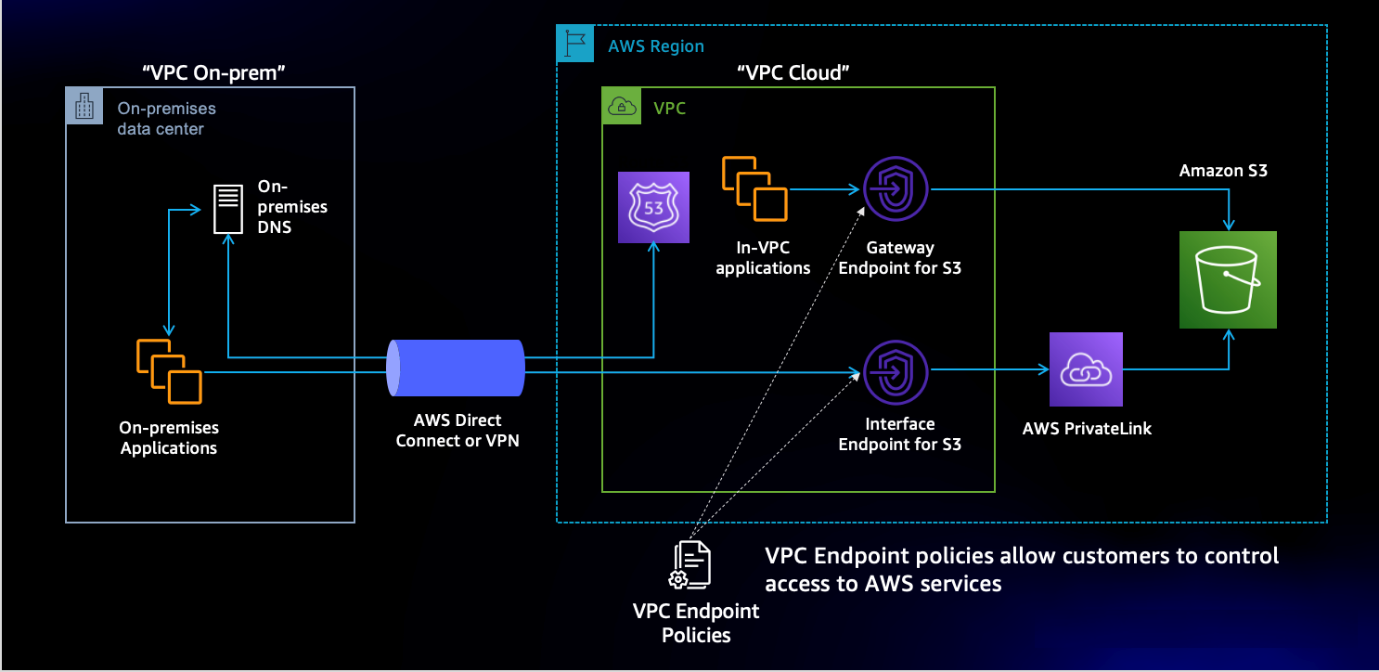 AWS Region
“VPC On-prem”
“VPC Cloud”
On-premises
data center
VPC
On-
premises
DNS
53
Amazon S3
In-VPC
applications
Gateway
Endpoint for S3
On-premises
Applications
AWS Direct
Connect or VPN
Interface
Endpoint for S3
AWS PrivateLink
VPC Endpoint policies allow customers to control
access to AWS services
VPC Endpoint
Policies